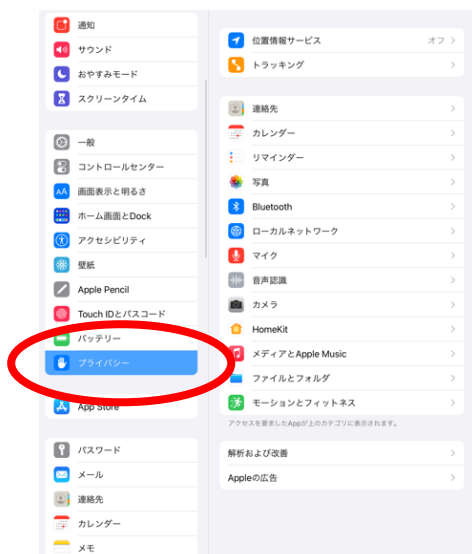 通知
サウンド
おやすみモード
スクリーンタイム
一般
コントロールセンター
画面表示と明るさ
ホーム画面とDock
アクセシビリティ
壁紙
Apple Pencil
Touch IDとパスコード
バッテリー
プライバシー
App Store
パスワード
メール
連絡先
カレンダー
メモ
位置情報サービス オフ
トラッキング
連絡先
カレンダー
リマインダー
写真
Bluetooth
ローカルネットワーク
マイク
音声認識
カメラ
HomeKit
メディアとApple Music
ファイルとフォルダ
モーションとフィットネス
アクセスを要求したAppが上のカテゴリに表示されます。
解析および改善
Appleの広告